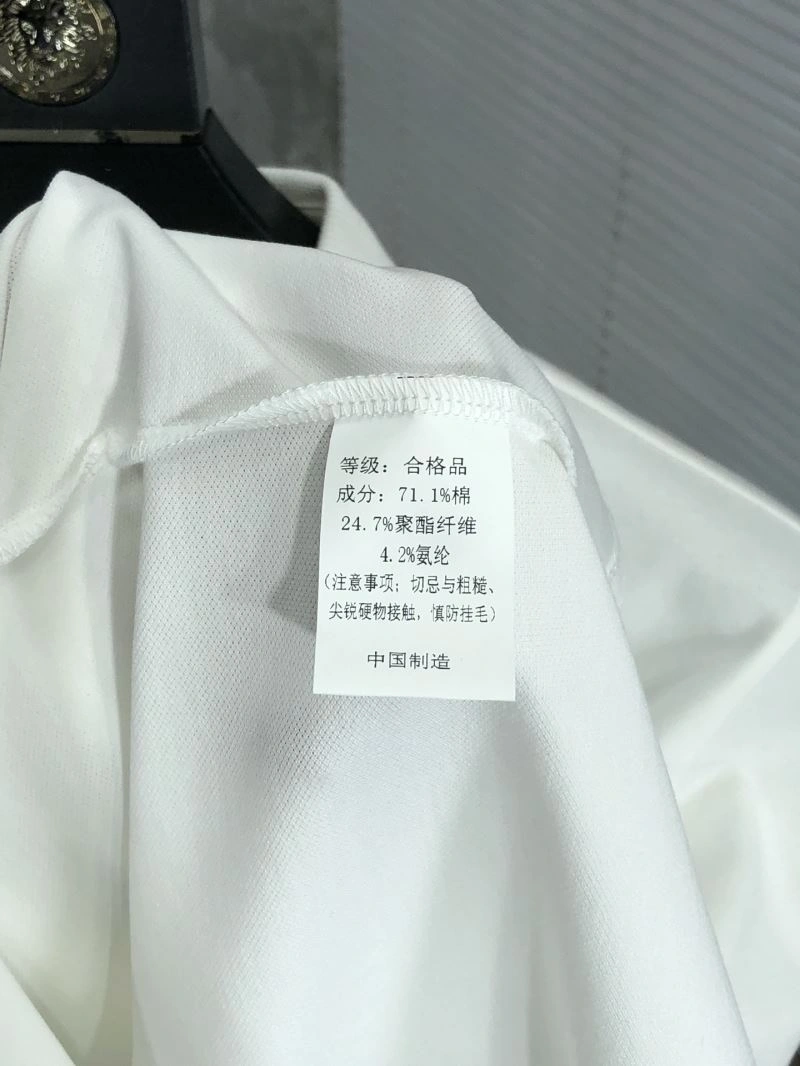 等级：合格品
成分：71.1%棉
24.7%聚酯纤维
4.2%氨纶
（注意事项；切忌与粗糙、
尖锐硬物接触，慎防挂毛）
中国制造